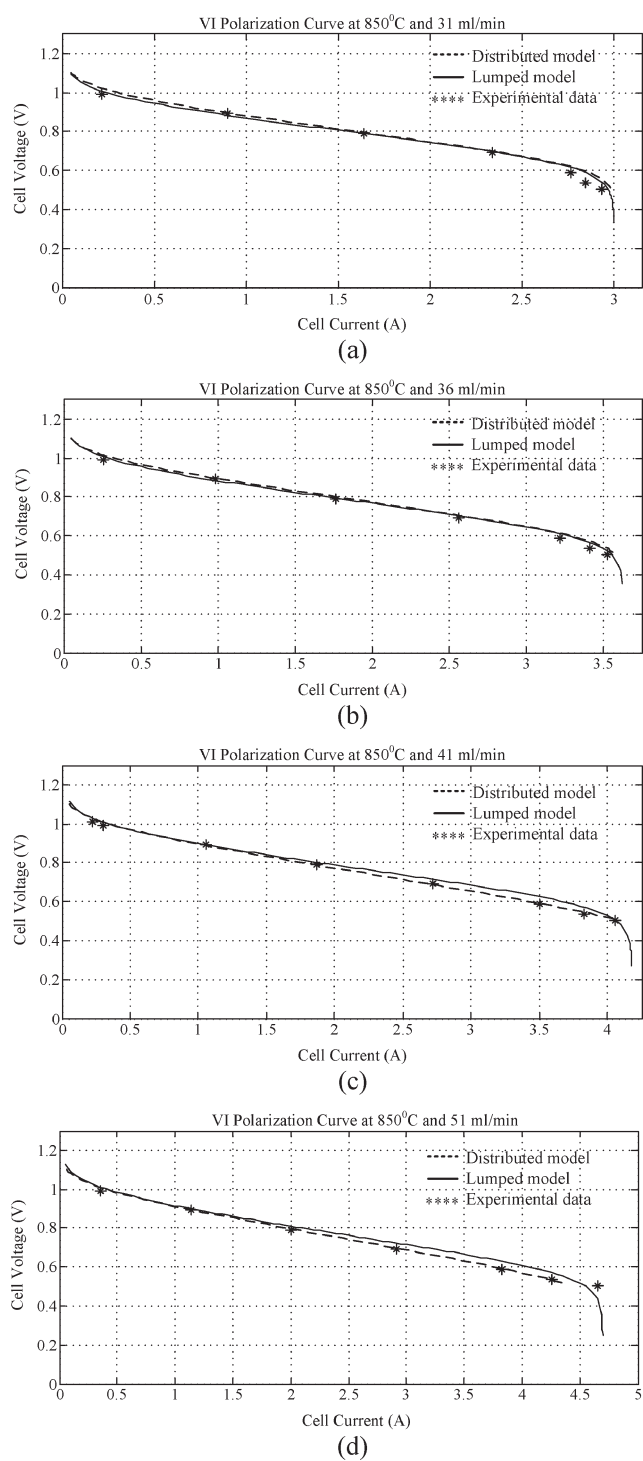 VI Polarization Curve at 850⁰C and 31 ml/min
Distributed model
Lumped model
**** Experimental data
Cell Voltage (V)
1.2
1
0.8
0.6
0.4
0.2
0
0 0.5 1 1.5 2 2.5 3
Cell Current (A)
(a)
VI Polarization Curve at 850⁰C and 36 ml/min
Distributed model
Lumped model
**** Experimental data
Cell Voltage (V)
1.2
1
0.8
0.6
0.4
0.2
0
0 0.5 1 1.5 2 2.5 3 3.5
Cell Current (A)
(b)
VI Polarization Curve at 850⁰C and 41 ml/min
Distributed model
Lumped model
**** Experimental data
Cell Voltage (V)
1.2
1
0.8
0.6
0.4
0.2
0
0 0.5 1 1.5 2 2.5 3 3.5 4
Cell Current (A)
(c)
VI Polarization Curve at 850⁰C and 51 ml/min
Distributed model
Lumped model
**** Experimental data
Cell Voltage (V)
1.2
1
0.8
0.6
0.4
0.2
0
0 0.5 1 1.5 2 2.5 3 3.5 4 4.5 5
Cell Current (A)
(d)